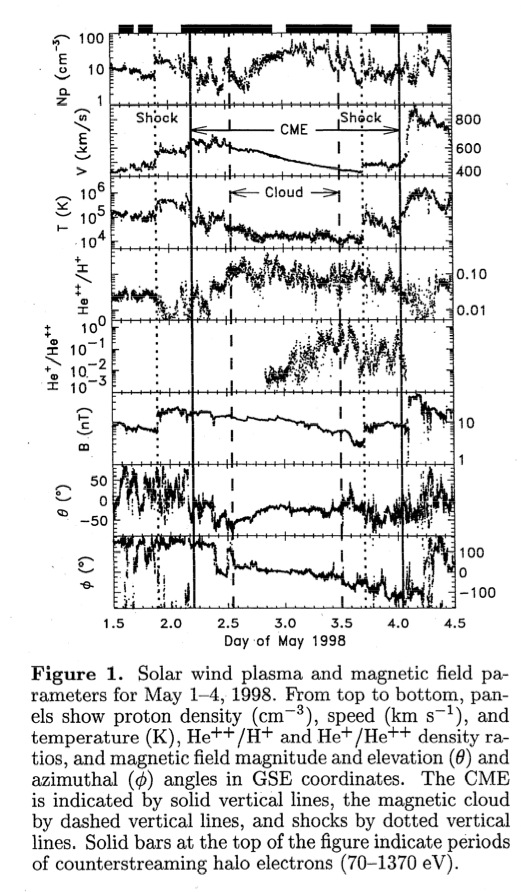 100
10
1
Np (cm⁻³)
Shock
CME
Shock
V (km/s)
800
600
400
T (K)
10⁶
10⁵
10⁴
Cloud
He⁺⁺/H⁺
0.10
0.01
0
He⁺/He⁺⁺
10⁰
10⁻¹
10⁻²
10⁻³
B (nT)
10
1
θ (°)
50
0
−50
φ (°)
100
0
−100
1.5 2.0 2.5 3.0 3.5 4.0 4.5
Day of May 1998
Figure 1. Solar wind plasma and magnetic field pa-
rameters for May 1–4, 1998. From top to bottom, pan-
els show proton density (cm⁻³), speed (km s⁻¹), and
temperature (K), He⁺⁺/H⁺ and He⁺/He⁺⁺ density ra-
tios, and magnetic field magnitude and elevation (θ) and
azimuthal (ϕ) angles in GSE coordinates. The CME
is indicated by solid vertical lines, the magnetic cloud
by dashed vertical lines, and shocks by dotted vertical
lines. Solid bars at the top of the figure indicate periods
of counterstreaming halo electrons (70–1370 eV).